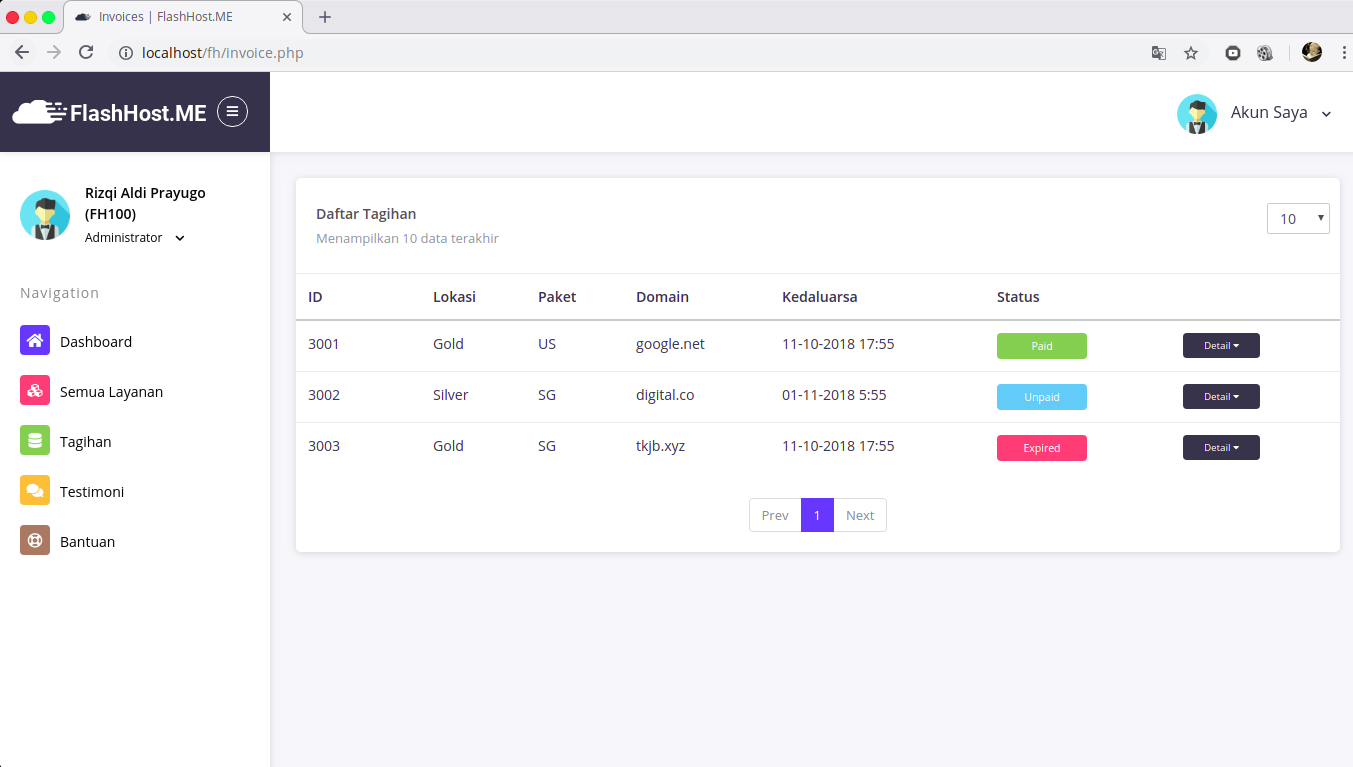 Invoices | FlashHost.ME
localhost/fh/invoice.php
FlashHost.ME
Akun Saya
Rizqi Aldi Prayugo
(FH100)
Administrator
Navigation
Dashboard
Semua Layanan
Tagihan
Testimoni
Bantuan
Daftar Tagihan
Menampilkan 10 data terakhir
10
ID Lokasi Paket Domain Kedaluarsa Status
3001 Gold US google.net 11-10-2018 17:55 Paid Detail
3002 Silver SG digital.co 01-11-2018 5:55 Unpaid Detail
3003 Gold SG tkjb.xyz 11-10-2018 17:55 Expired Detail
Prev 1 Next